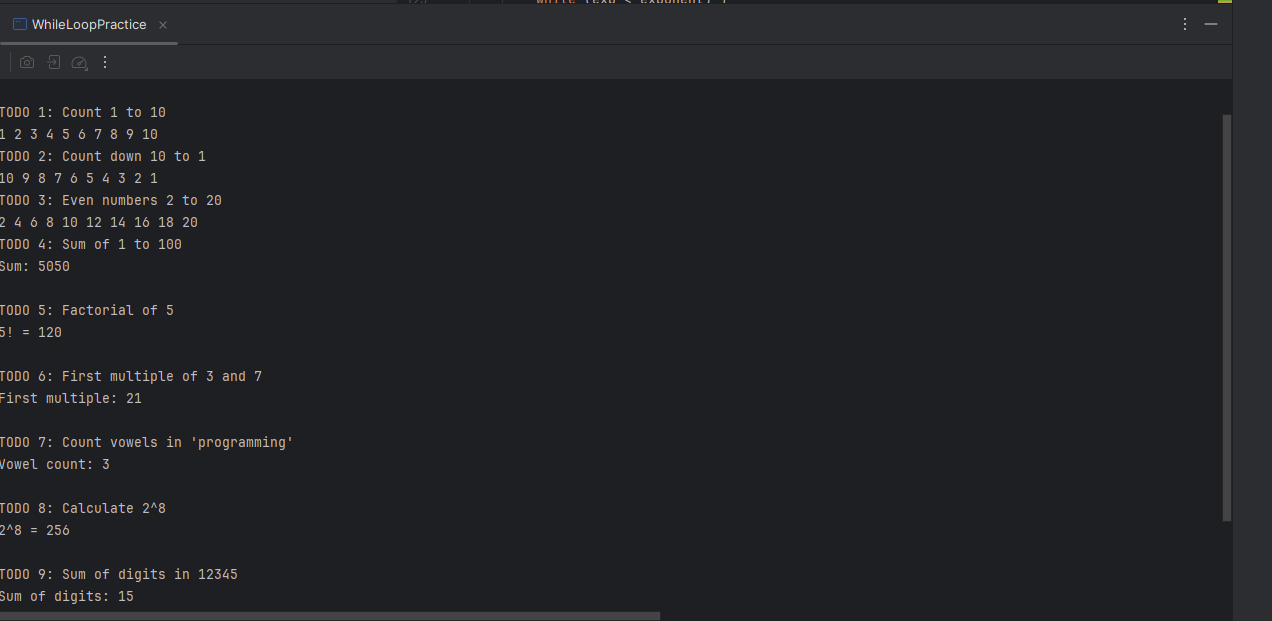 while (exp < exponent) {
WhileLoopPractice
TODO 1: Count 1 to 10
1 2 3 4 5 6 7 8 9 10
TODO 2: Count down 10 to 1
10 9 8 7 6 5 4 3 2 1
TODO 3: Even numbers 2 to 20
2 4 6 8 10 12 14 16 18 20
TODO 4: Sum of 1 to 100
Sum: 5050
TODO 5: Factorial of 5
5! = 120
TODO 6: First multiple of 3 and 7
First multiple: 21
TODO 7: Count vowels in 'programming'
Vowel count: 3
TODO 8: Calculate 2^8
2^8 = 256
TODO 9: Sum of digits in 12345
Sum of digits: 15